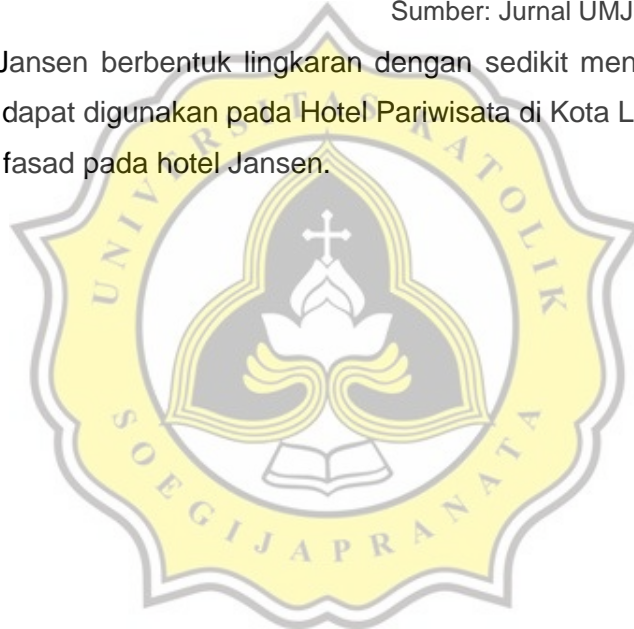 Sumber: Jurnal UMJ
Jansen berbentuk lingkaran dengan sedikit men
dapat digunakan pada Hotel Pariwisata di Kota L
fasad pada hotel Jansen.
UNIVERSITAS KATOLIK
SOEGIJAPRANATA